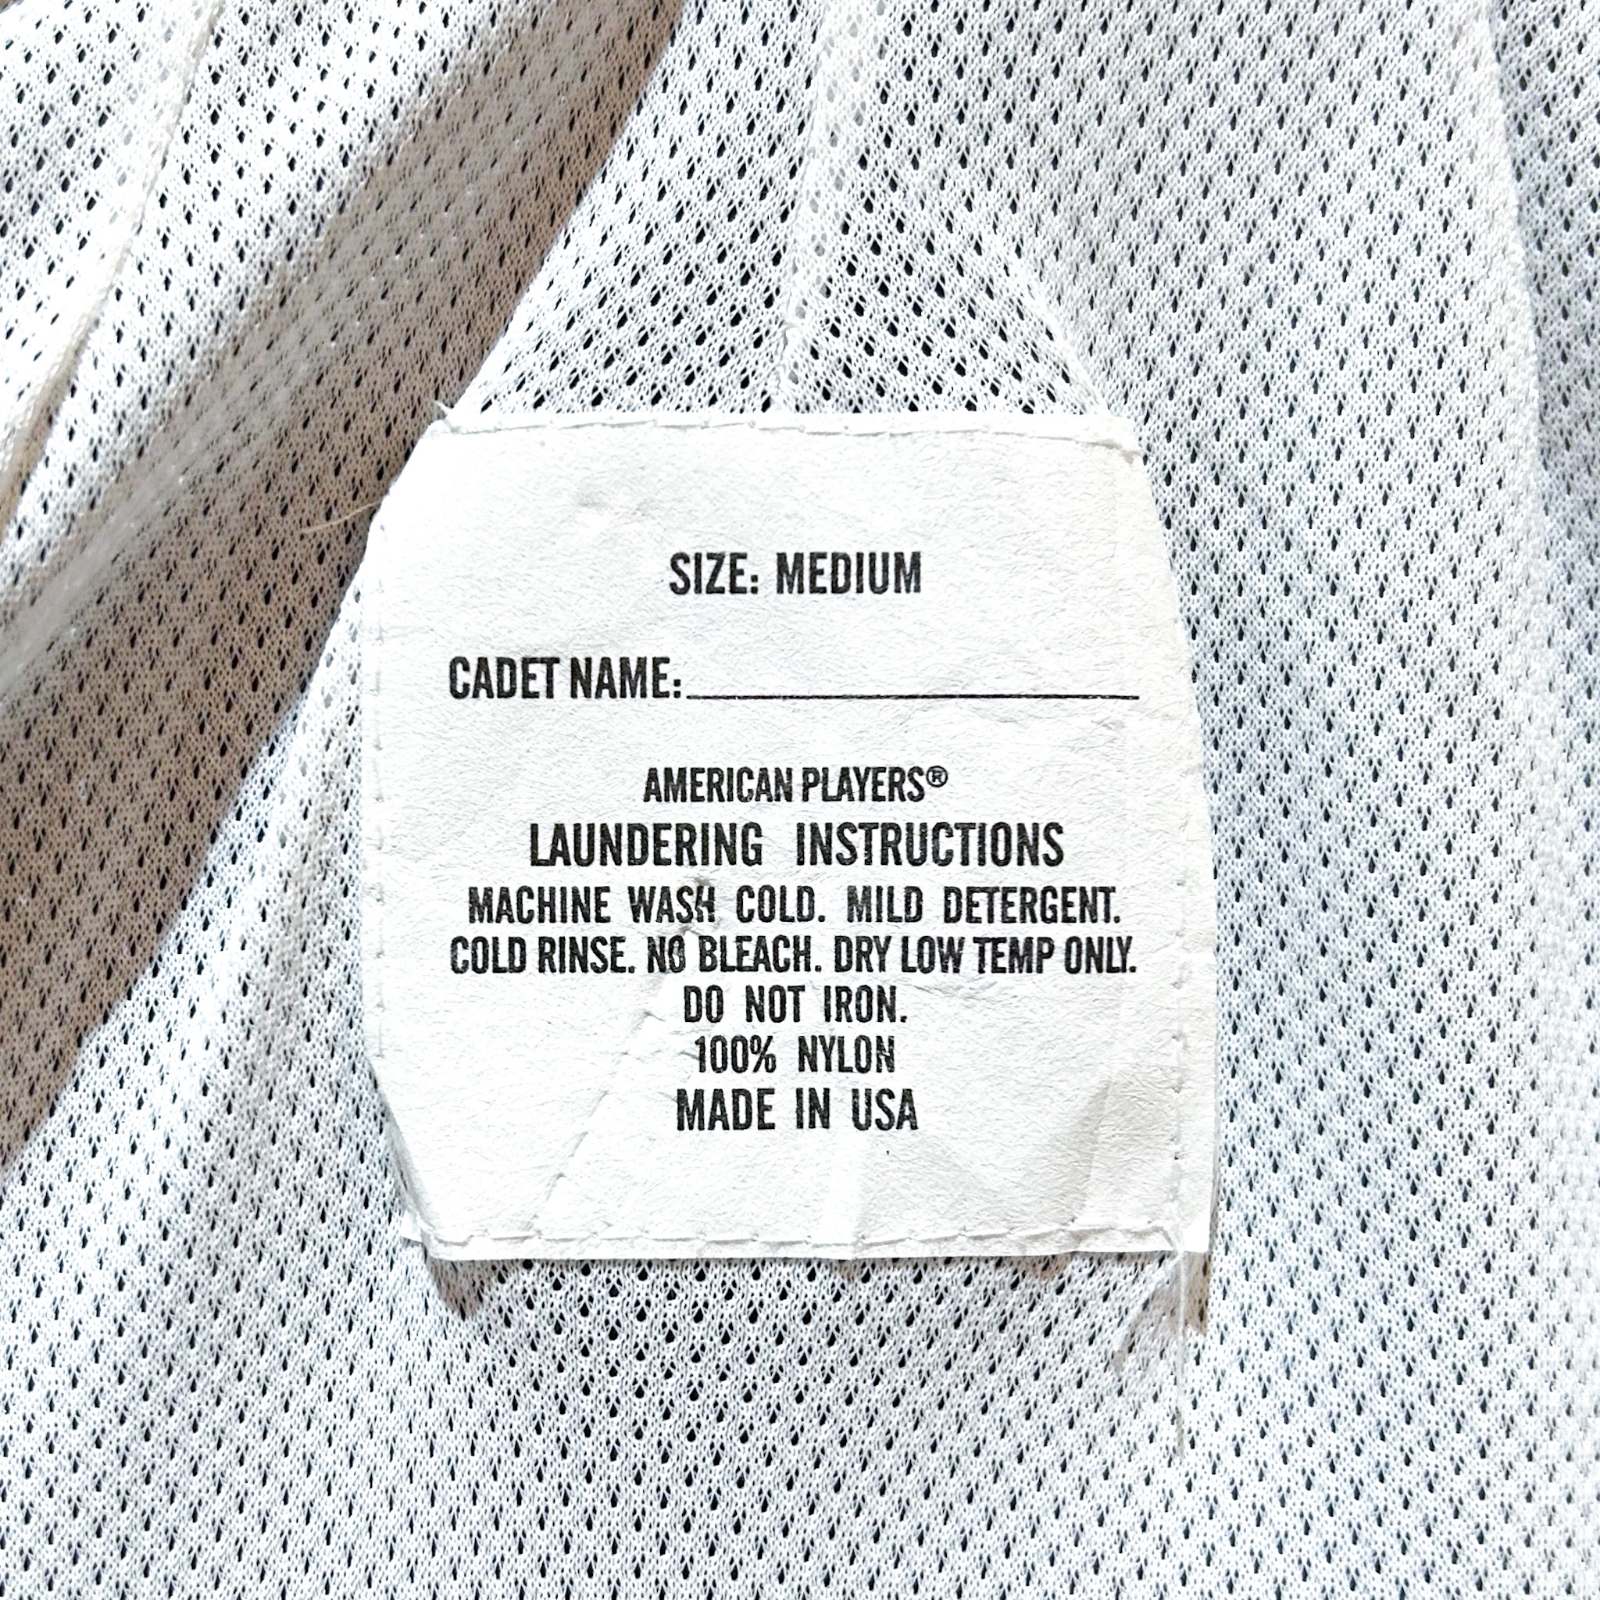 SIZE: MEDIUM
CADET NAME:
AMERICAN PLAYERS®
LAUNDERING INSTRUCTIONS
MACHINE WASH COLD. MILD DETERGENT.
COLD RINSE. NO BLEACH. DRY LOW TEMP ONLY.
DO NOT IRON.
100% NYLON
MADE IN USA